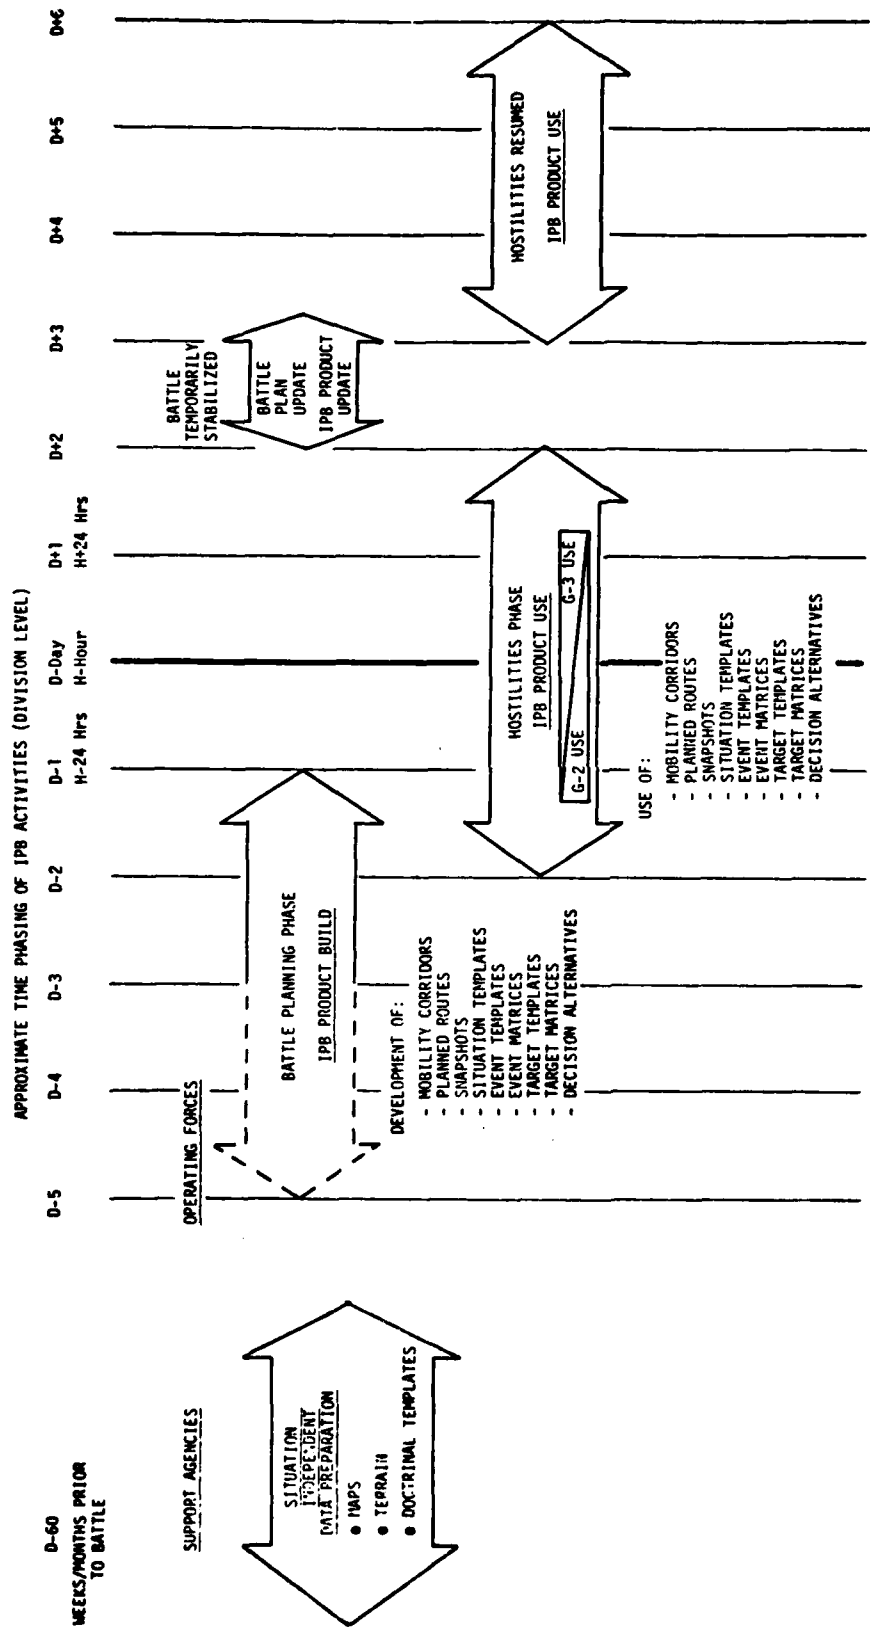 APPROXIMATE TIME PHASING OF IPB ACTIVITIES (DIVISION LEVEL)
D-60
WEEKS/MONTHS PRIOR
TO BATTLE
D-5
D-4
D-3
D-2
D-1
H-24 Hrs
D-Day
H-Hour
D+1
H+24 Hrs
D+2
D+3
D+4
D+5
D+6
SUPPORT AGENCIES
SITUATION
INDEPENDENT
DATA PREPARATION
● MAPS
● TERRAIN
● DOCTRINAL TEMPLATES
OPERATING FORCES
BATTLE PLANNING PHASE
IPB PRODUCT BUILD
DEVELOPMENT OF:
- MOBILITY CORRIDORS
- PLANNED ROUTES
- SNAPSHOTS
- SITUATION TEMPLATES
- EVENT TEMPLATES
- EVENT MATRICES
- TARGET TEMPLATES
- TARGET MATRICES
- DECISION ALTERNATIVES
HOSTILITIES PHASE
IPB PRODUCT USE
G-2 USE
G-3 USE
USE OF:
- MOBILITY CORRIDORS
- PLANNED ROUTES
- SNAPSHOTS
- SITUATION TEMPLATES
- EVENT TEMPLATES
- EVENT MATRICES
- TARGET TEMPLATES
- TARGET MATRICES
- DECISION ALTERNATIVES
BATTLE
TEMPORARILY
STABILIZED
BATTLE
PLAN
UPDATE
IPB PRODUCT
UPDATE
HOSTILITIES RESUMED
IPB PRODUCT USE